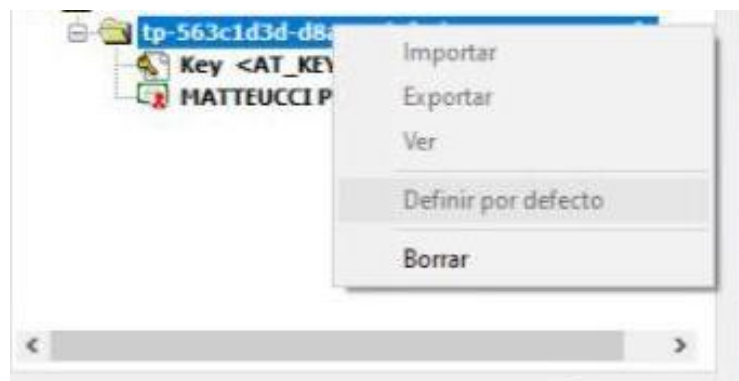 tp-563c1d3d-d8
Key <AT_KEY
MATTEUCCI P
Importar
Exportar
Ver
Definir por defecto
Borrar